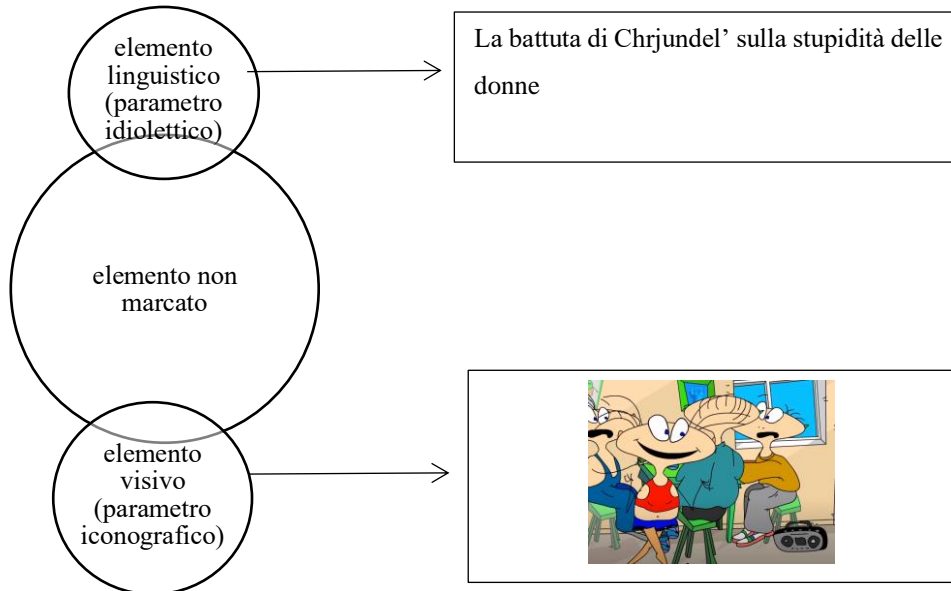 elemento
linguistico
(parametro
idiolettico)
La battuta di Chrjundel’ sulla stupidità delle
donne
elemento non
marcato
elemento
visivo
(parametro
iconografico)